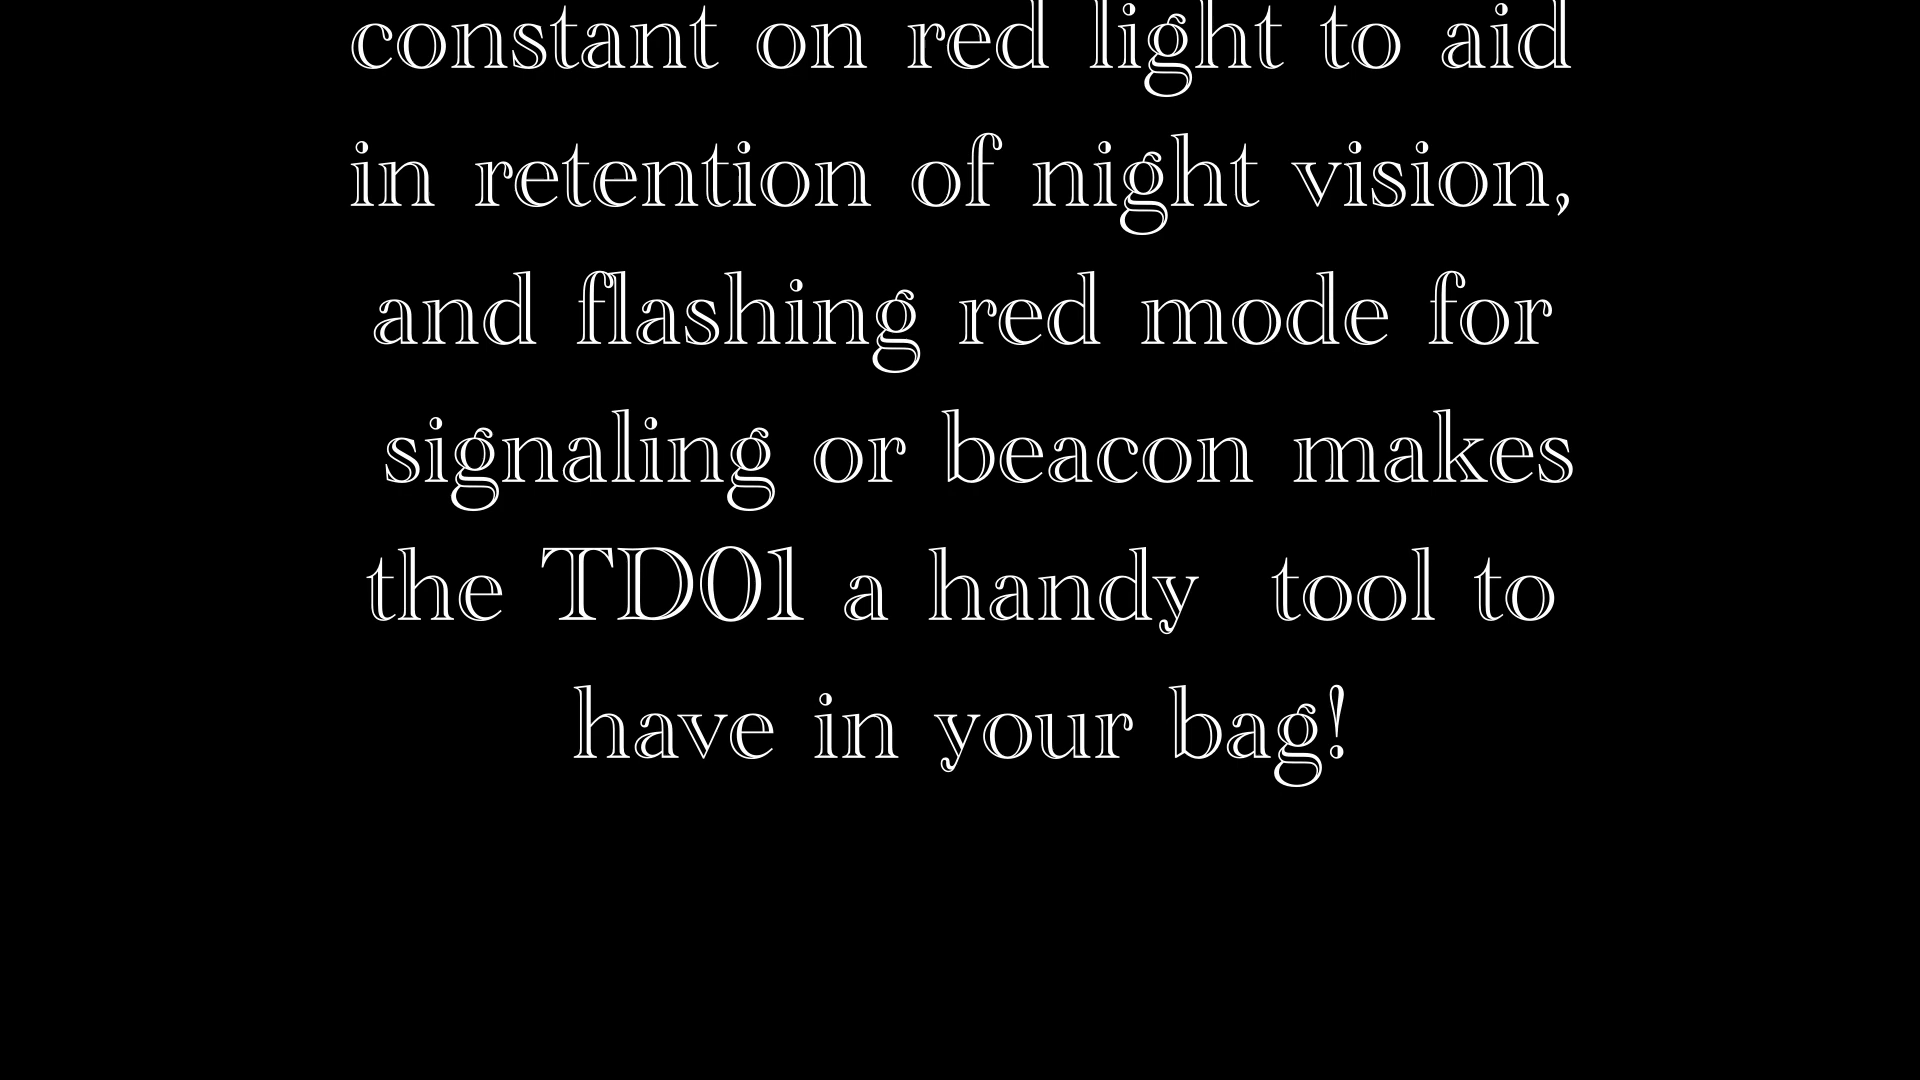 constant on red light to aid
in retention of night vision,
and flashing red mode for
signaling or beacon makes
the TD01 a handy  tool to
have in your bag!